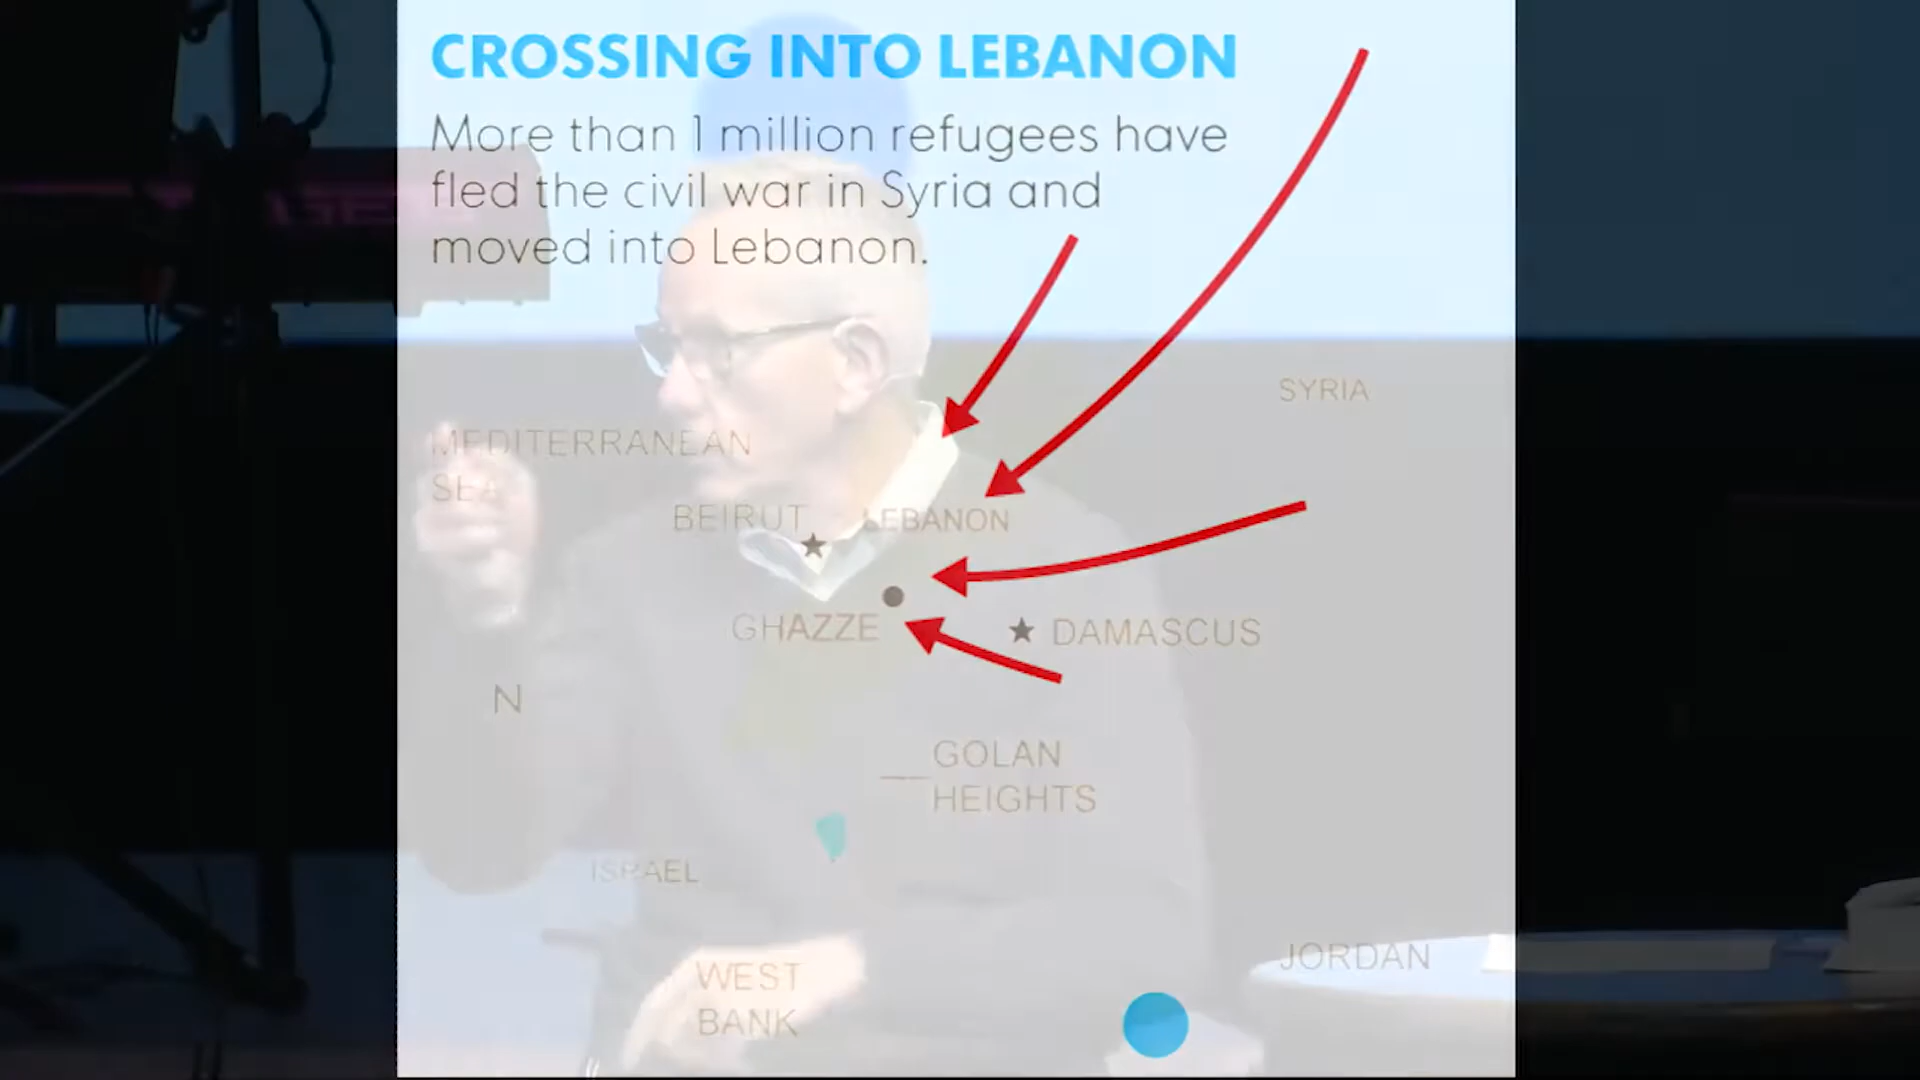 CROSSING INTO LEBANON
More than 1 million refugees have
fled the civil war in Syria and
moved into Lebanon.
SYRIA
MEDITERRANEAN
SEA
BEIRUT
LEBANON
GHAZZE
DAMASCUS
N
GOLAN
HEIGHTS
ISRAEL
JORDAN
WEST
BANK